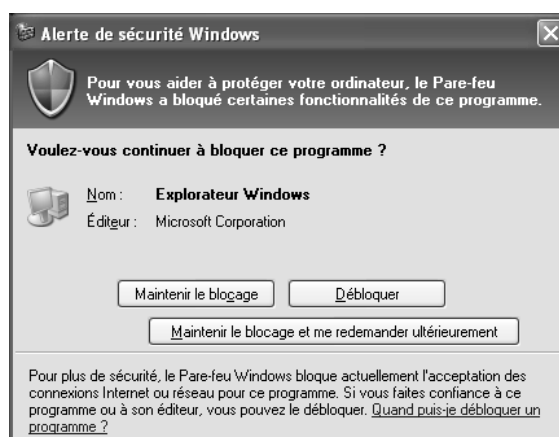 Alerte de sécurité Windows
Pour vous aider à protéger votre ordinateur, le Pare-feu
Windows a bloqué certaines fonctionnalités de ce programme.
Voulez-vous continuer à bloquer ce programme ?
Nom : Explorateur Windows
Éditeur : Microsoft Corporation
Maintenir le blocage Débloquer
Maintenir le blocage et me redemander ultérieurement
Pour plus de sécurité, le Pare-feu Windows bloque actuellement l'acceptation des
connexions Internet ou réseau pour ce programme. Si vous faites confiance à ce
programme ou à son éditeur, vous pouvez le débloquer. Quand puis-je débloquer un
programme ?